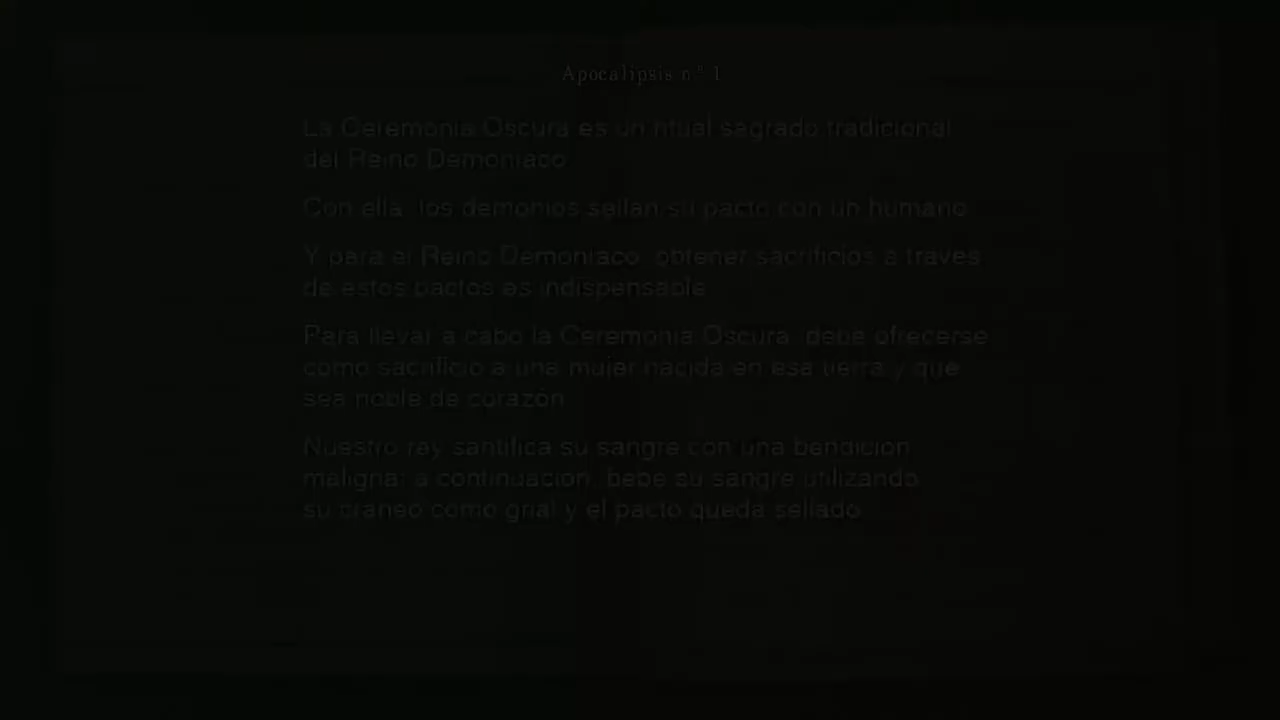 Apocalipsis nº 1
La Ceremonia Oscura es un ritual sagrado tradicional
del Reino Demoníaco.
Con ella, los demonios sellan su pacto con un humano.
Y para el Reino Demoníaco, obtener sacrificios a través
de estos pactos es indispensable.
Para llevar a cabo la Ceremonia Oscura, debe ofrecerse
como sacrificio a una mujer nacida en esa tierra y que
sea noble de corazón.
Nuestro rey santifica su sangre con una bendición
maligna; a continuación, bebe su sangre utilizando
su cráneo como grial y el pacto queda sellado.